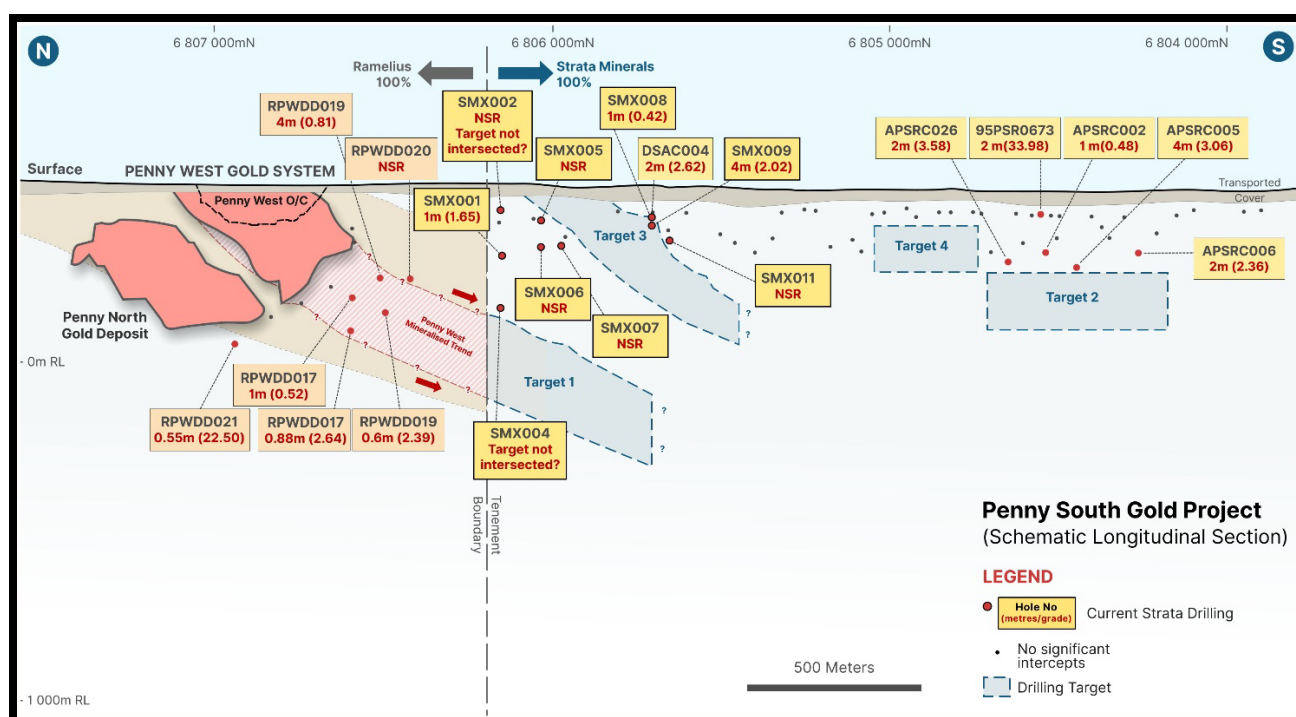 6 807 000mN
6 806 000mN
6 805 000mN
6 804 000mN
N
S
Ramelius
100%
Strata Minerals
100%
RPWDD019
4m (0.81)
RPWDD020
NSR
SMX002
NSR
Target not
intersected?
SMX005
NSR
SMX008
1m (0.42)
DSAC004
2m (2.62)
SMX009
4m (2.02)
APSRC026
2m (3.58)
95PSR0673
2 m(33.98)
APSRC002
1 m(0.48)
APSRC005
4m (3.06)
Surface
PENNY WEST GOLD SYSTEM
Transported
Cover
Penny West O/C
SMX001
1m (1.65)
Target 3
Target 4
APSRC006
2m (2.36)
SMX011
NSR
SMX006
NSR
SMX007
NSR
Target 2
Penny North
Gold Deposit
Penny West
Mineralised Trend
? ? ? ? ? ? ? ?
- 0m RL
Target 1
? ?
? ?
RPWDD017
1m (0.52)
RPWDD021
0.55m (22.50)
RPWDD017
0.88m (2.64)
RPWDD019
0.6m (2.39)
SMX004
Target not
intersected?
Tenement
Boundary
Penny South Gold Project
(Schematic Longitudinal Section)
LEGEND
Hole No
(metres/grade)
Current Strata Drilling
No significant
intercepts
Drilling Target
500 Meters
- 1 000m RL